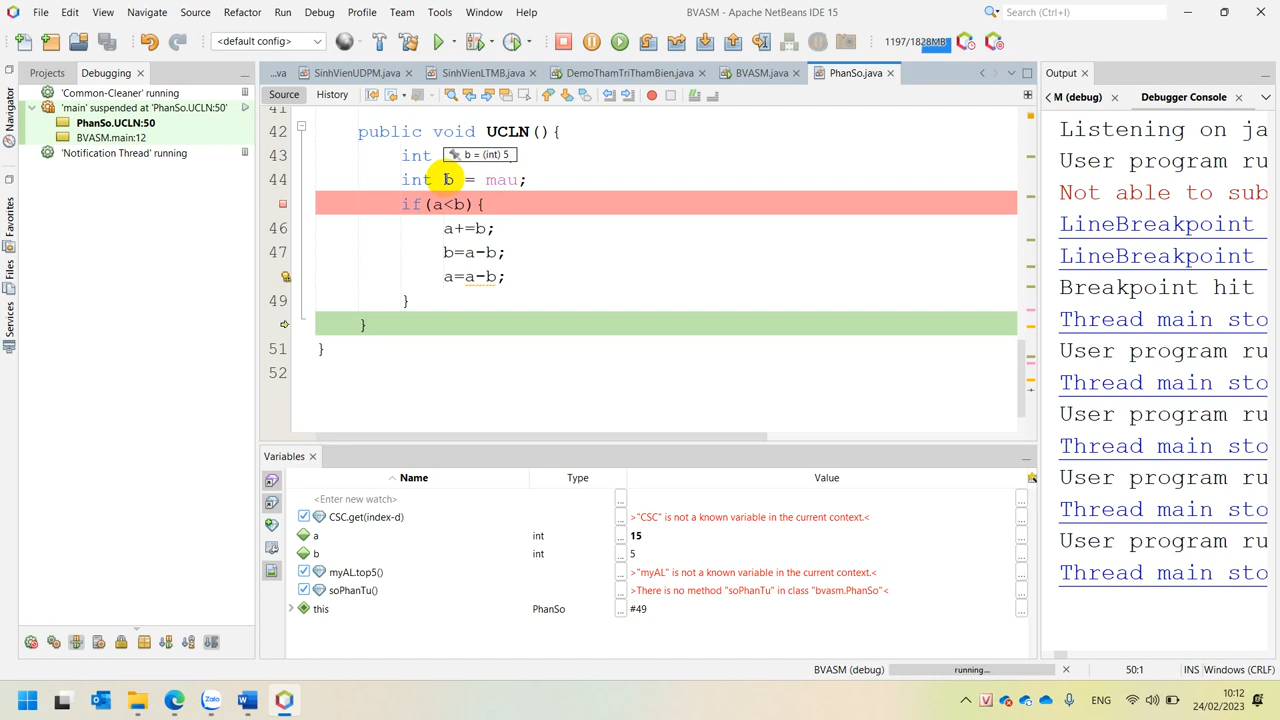 File Edit View Navigate Source Refactor Run Debug Profile Team Tools Window Help
BVASM - Apache NetBeans IDE 15
Search (Ctrl+I)
<default config>
1197/1828MB
Projects
Debugging
...va
SinhVienUDPM.java
SinhVienLTMB.java
DemoThamTriThamBien.java
BVASM.java
PhanSo.java
Output
Source
History
M (debug)
Debugger Console
Navigator
Favorites
Files
Services
'Common-Cleaner' running
'main' suspended at 'PhanSo.UCLN:50'
PhanSo.UCLN:50
BVASM.main:12
'Notification Thread' running
41
42 public void UCLN(){
43 int
b = (int) 5
44 int b = mau;
if(a<b){
46 a+=b;
47 b=a-b;
a=a-b;
49 }
}
51 }
52
Listening on ja
User program ru
Not able to sub
LineBreakpoint
LineBreakpoint
Breakpoint hit
Thread main sto
User program ru
Thread main sto
User program ru
Thread main sto
User program ru
Thread main sto
User program ru
Thread main sto
Variables
Name Type Value
<Enter new watch>
CSC.get(index-d) >"CSC" is not a known variable in the current context.<
a int 15
b int 5
myAL.top5() >"myAL" is not a known variable in the current context.<
soPhanTu() >There is no method "soPhanTu" in class "bvasm.PhanSo"<
this PhanSo #49
BVASM (debug) running... 50:1 INS Windows (CRLF)
Zalo
ENG
10:12
24/02/2023